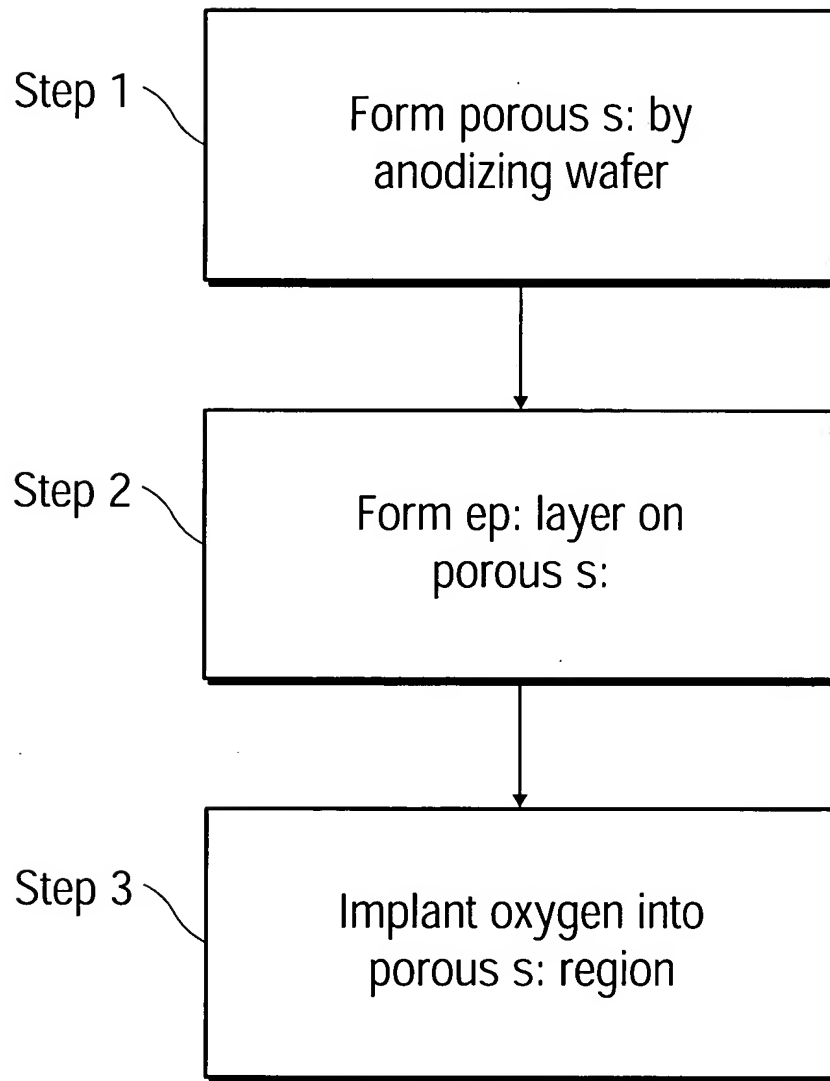 Step 1
Form porous s: by
anodizing wafer
Step 2
Form ep: layer on
porous s:
Step 3
Implant oxygen into
porous s: region